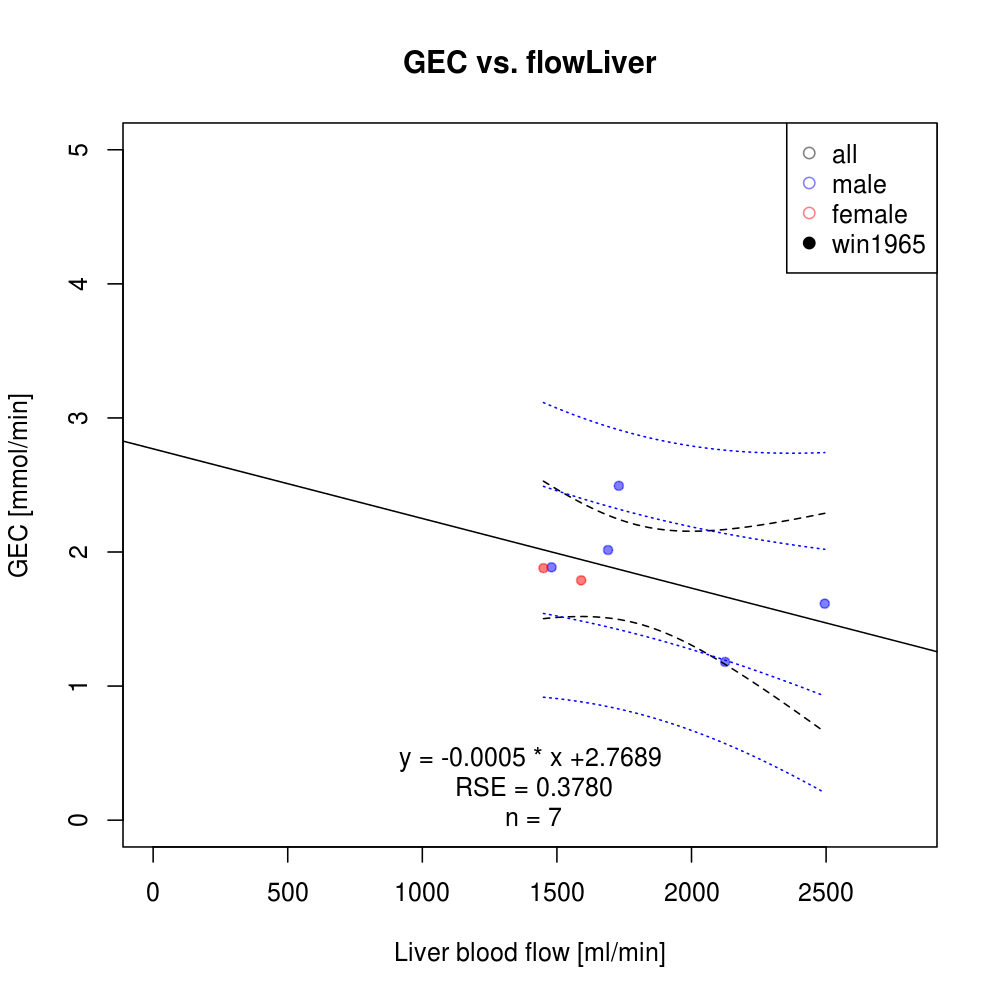 GEC vs. flowLiver
all
male
female
win1965
GEC [mmol/min]
5
4
3
2
1
0
y = -0.0005 * x +2.7689
RSE = 0.3780
n = 7
0 500 1000 1500 2000 2500
Liver blood flow [ml/min]